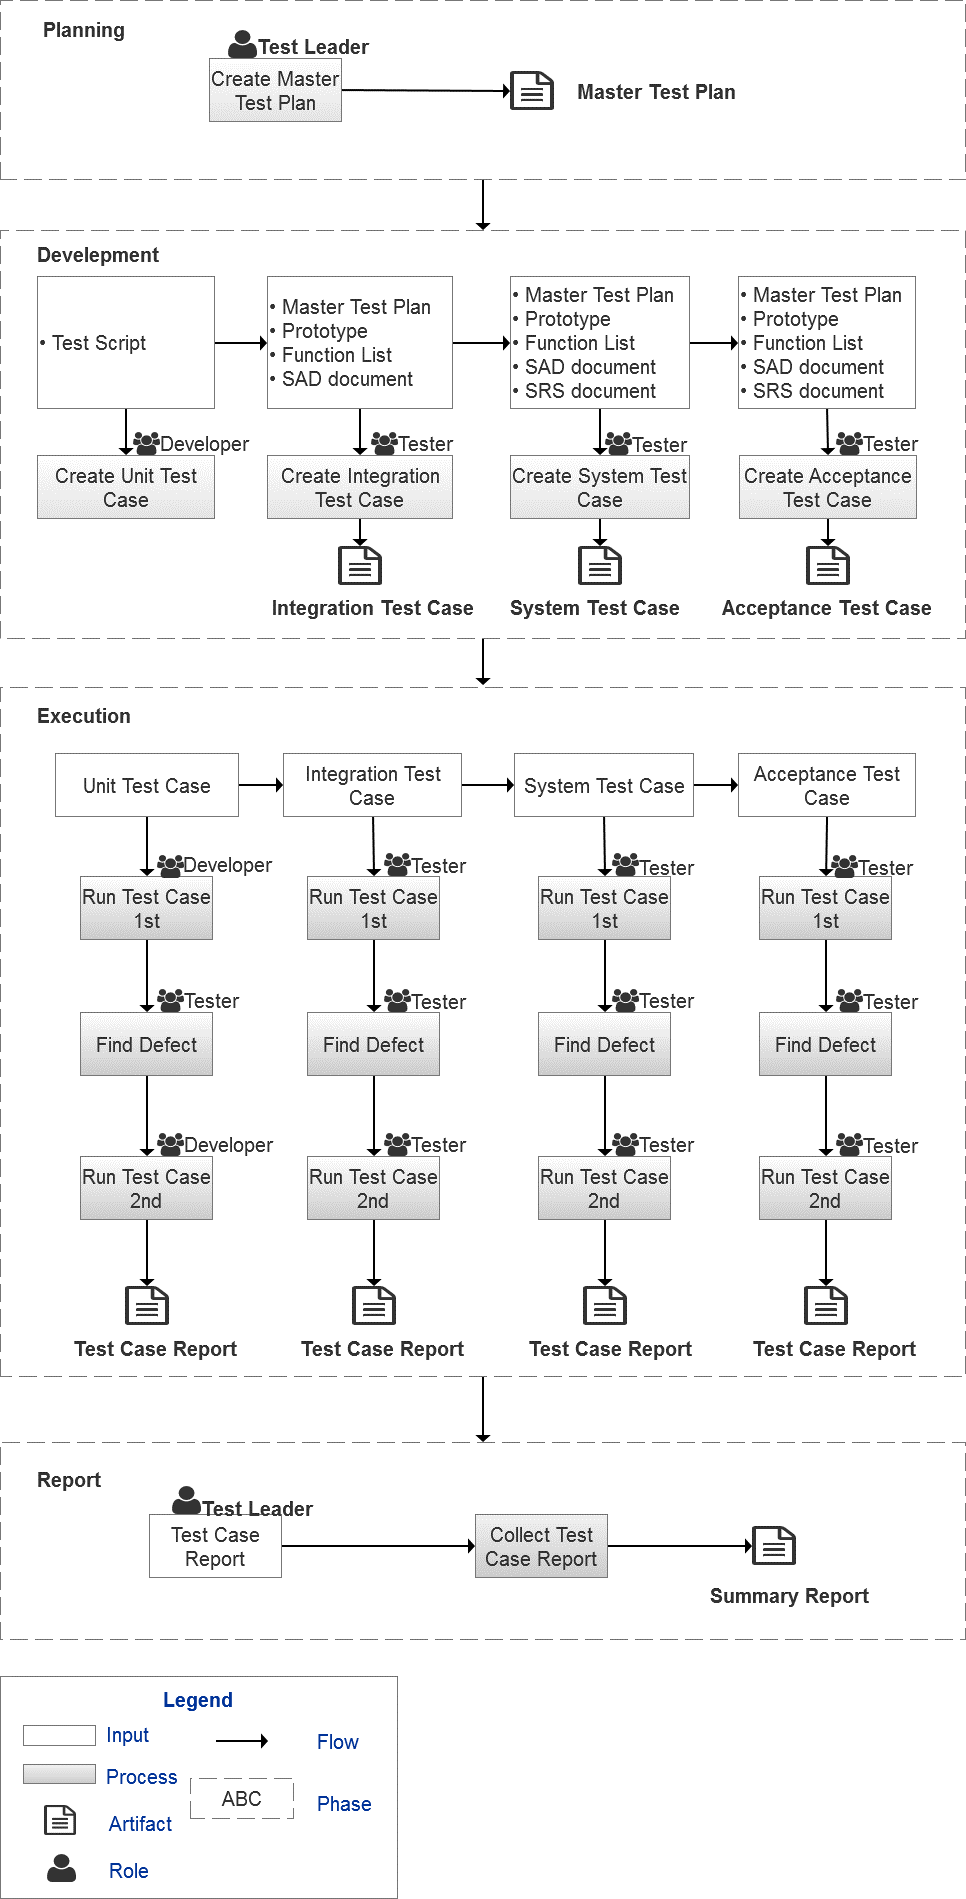 Planning
Test Leader
Create Master
Test Plan
Master Test Plan
Develepment
• Test Script
• Master Test Plan
• Prototype
• Function List
• SAD document
• Master Test Plan
• Prototype
• Function List
• SAD document
• SRS document
• Master Test Plan
• Prototype
• Function List
• SAD document
• SRS document
Developer
Tester
Tester
Tester
Create Unit Test
Case
Create Integration
Test Case
Create System Test
Case
Create Acceptance
Test Case
Integration Test Case
System Test Case
Acceptance Test Case
Execution
Unit Test Case
Integration Test
Case
System Test Case
Acceptance Test
Case
Developer
Tester
Tester
Tester
Run Test Case
1st
Run Test Case
1st
Run Test Case
1st
Run Test Case
1st
Tester
Tester
Tester
Tester
Find Defect
Find Defect
Find Defect
Find Defect
Developer
Tester
Tester
Tester
Run Test Case
2nd
Run Test Case
2nd
Run Test Case
2nd
Run Test Case
2nd
Test Case Report
Test Case Report
Test Case Report
Test Case Report
Report
Test Leader
Test Case
Report
Collect Test
Case Report
Summary Report
Legend
Input
Flow
Process
ABC
Phase
Artifact
Role